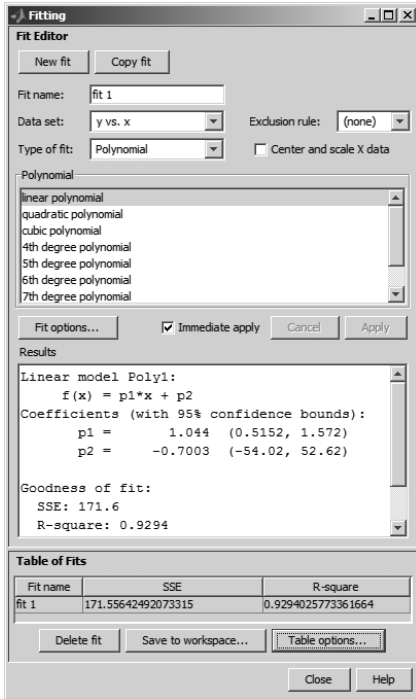 Fitting
Fit Editor
New fit Copy fit
Fit name: fit 1
Data set: y vs. x Exclusion rule: (none)
Type of fit: Polynomial Center and scale X data
Polynomial
linear polynomial
quadratic polynomial
cubic polynomial
4th degree polynomial
5th degree polynomial
6th degree polynomial
7th degree polynomial
Fit options... Immediate apply Cancel Apply
Results
Linear model Poly1:
f(x) = p1*x + p2
Coefficients (with 95% confidence bounds):
p1 = 1.044 (0.5152, 1.572)
p2 = -0.7003 (-54.02, 52.62)
Goodness of fit:
SSE: 171.6
R-square: 0.9294
Table of Fits
Fit name SSE R-square
fit 1 171.55642492073315 0.9294025773361664
Delete fit Save to workspace... Table options...
Close Help